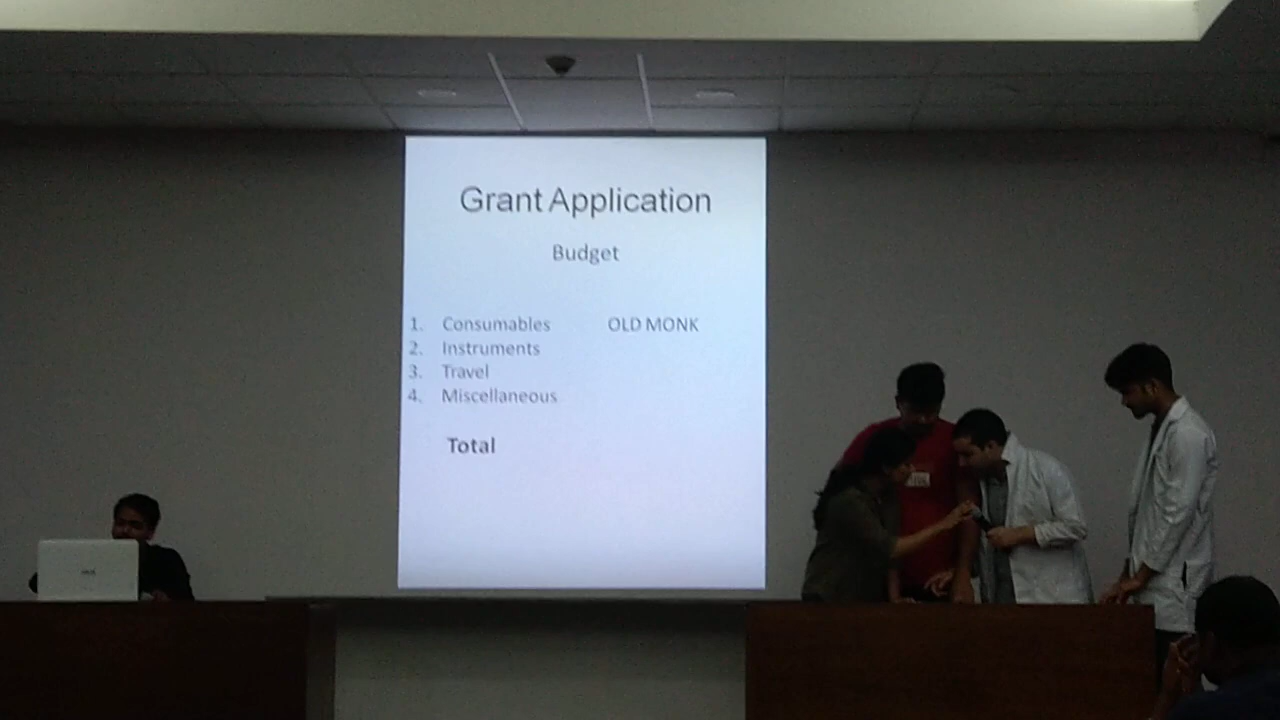 Grant Application
Budget
1. Consumables OLD MONK
2. Instruments
3. Travel
4. Miscellaneous
Total